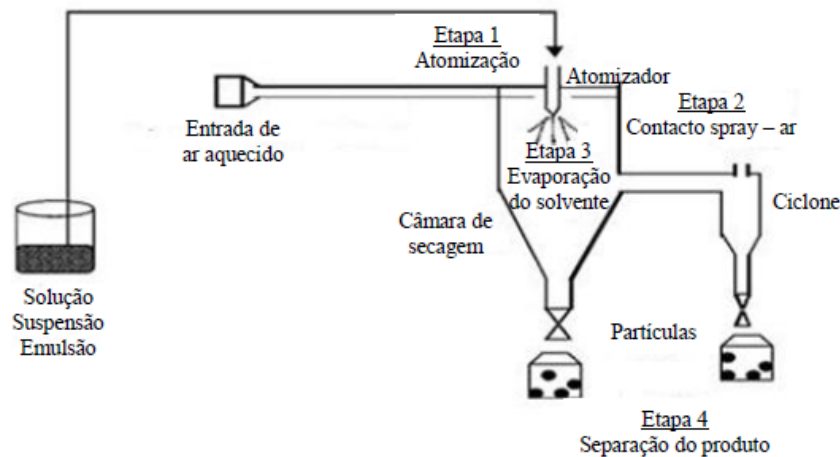 Etapa 1
Atomização
Atomizador
Etapa 2
Contacto spray – ar
Entrada de
ar aquecido
Etapa 3
Evaporação
do solvente
Câmara de
secagem
Ciclone
Solução
Suspensão
Emulsão
Partículas
Etapa 4
Separação do produto